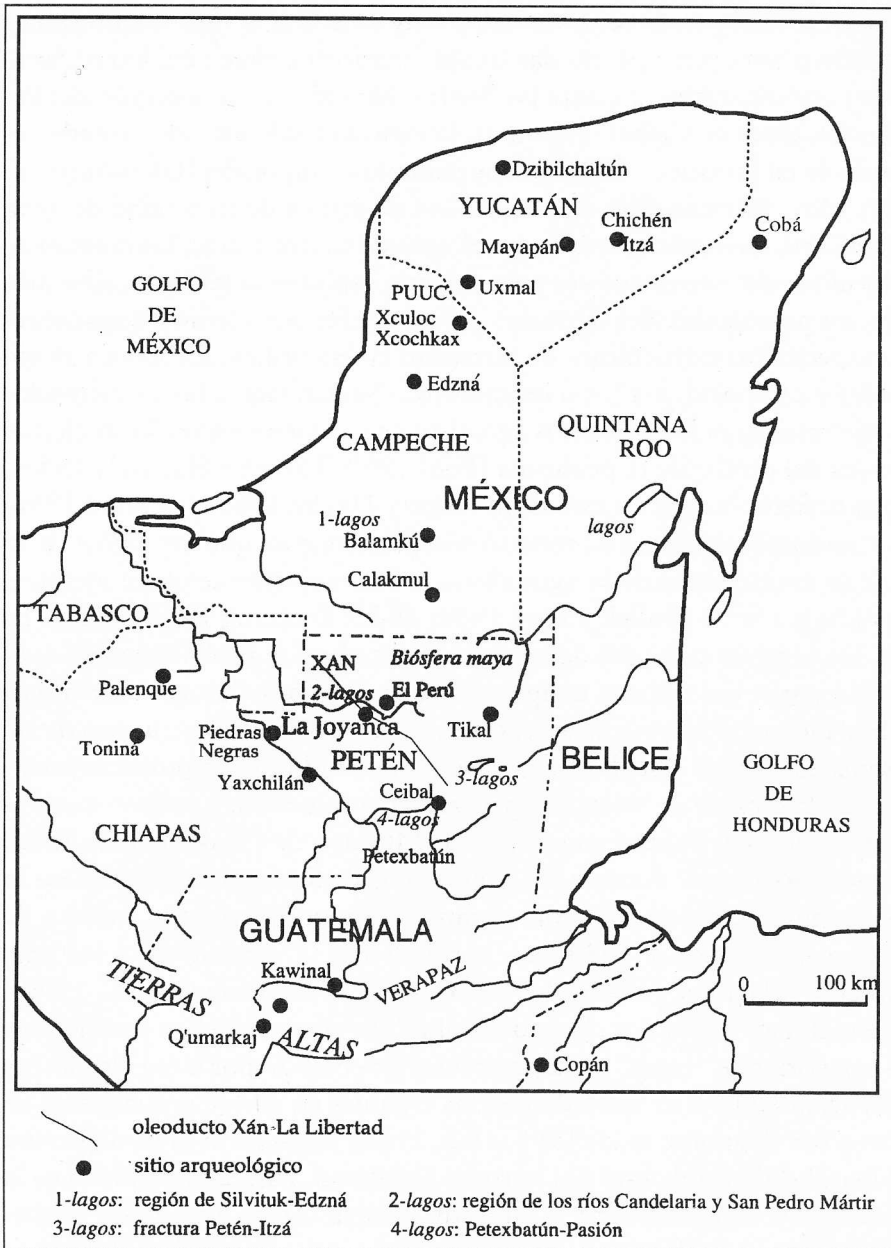 Dzibilchaltún
YUCATÁN
Chichén
Itzá
Cobá
Mayapán
GOLFO
DE
MÉXICO
PUUC
Uxmal
Xculoc
Xcochkax
Edzná
QUINTANA
ROO
CAMPECHE
MÉXICO
1-lagos
lagos
Balamkú
Calakmul
TABASCO
XAN
Biósfera maya
Palenque
2-lagos
El Perú
Toniná
Piedras
Negras
La Joyanca
Tikal
PETÉN
BELICE
3-lagos
Yaxchilán
Ceibal
4-lagos
GOLFO
DE
HONDURAS
CHIAPAS
Petexbatún
GUATEMALA
Kawinal
VERAPAZ
TIERRAS
ALTAS
Q'umarkaj
0 100 km
Copán
oleoducto Xán-La Libertad
sitio arqueológico
1-lagos: región de Silvituk-Edzná 2-lagos: región de los ríos Candelaria y San Pedro Mártir
3-lagos: fractura Petén-Itzá 4-lagos: Petexbatún-Pasión